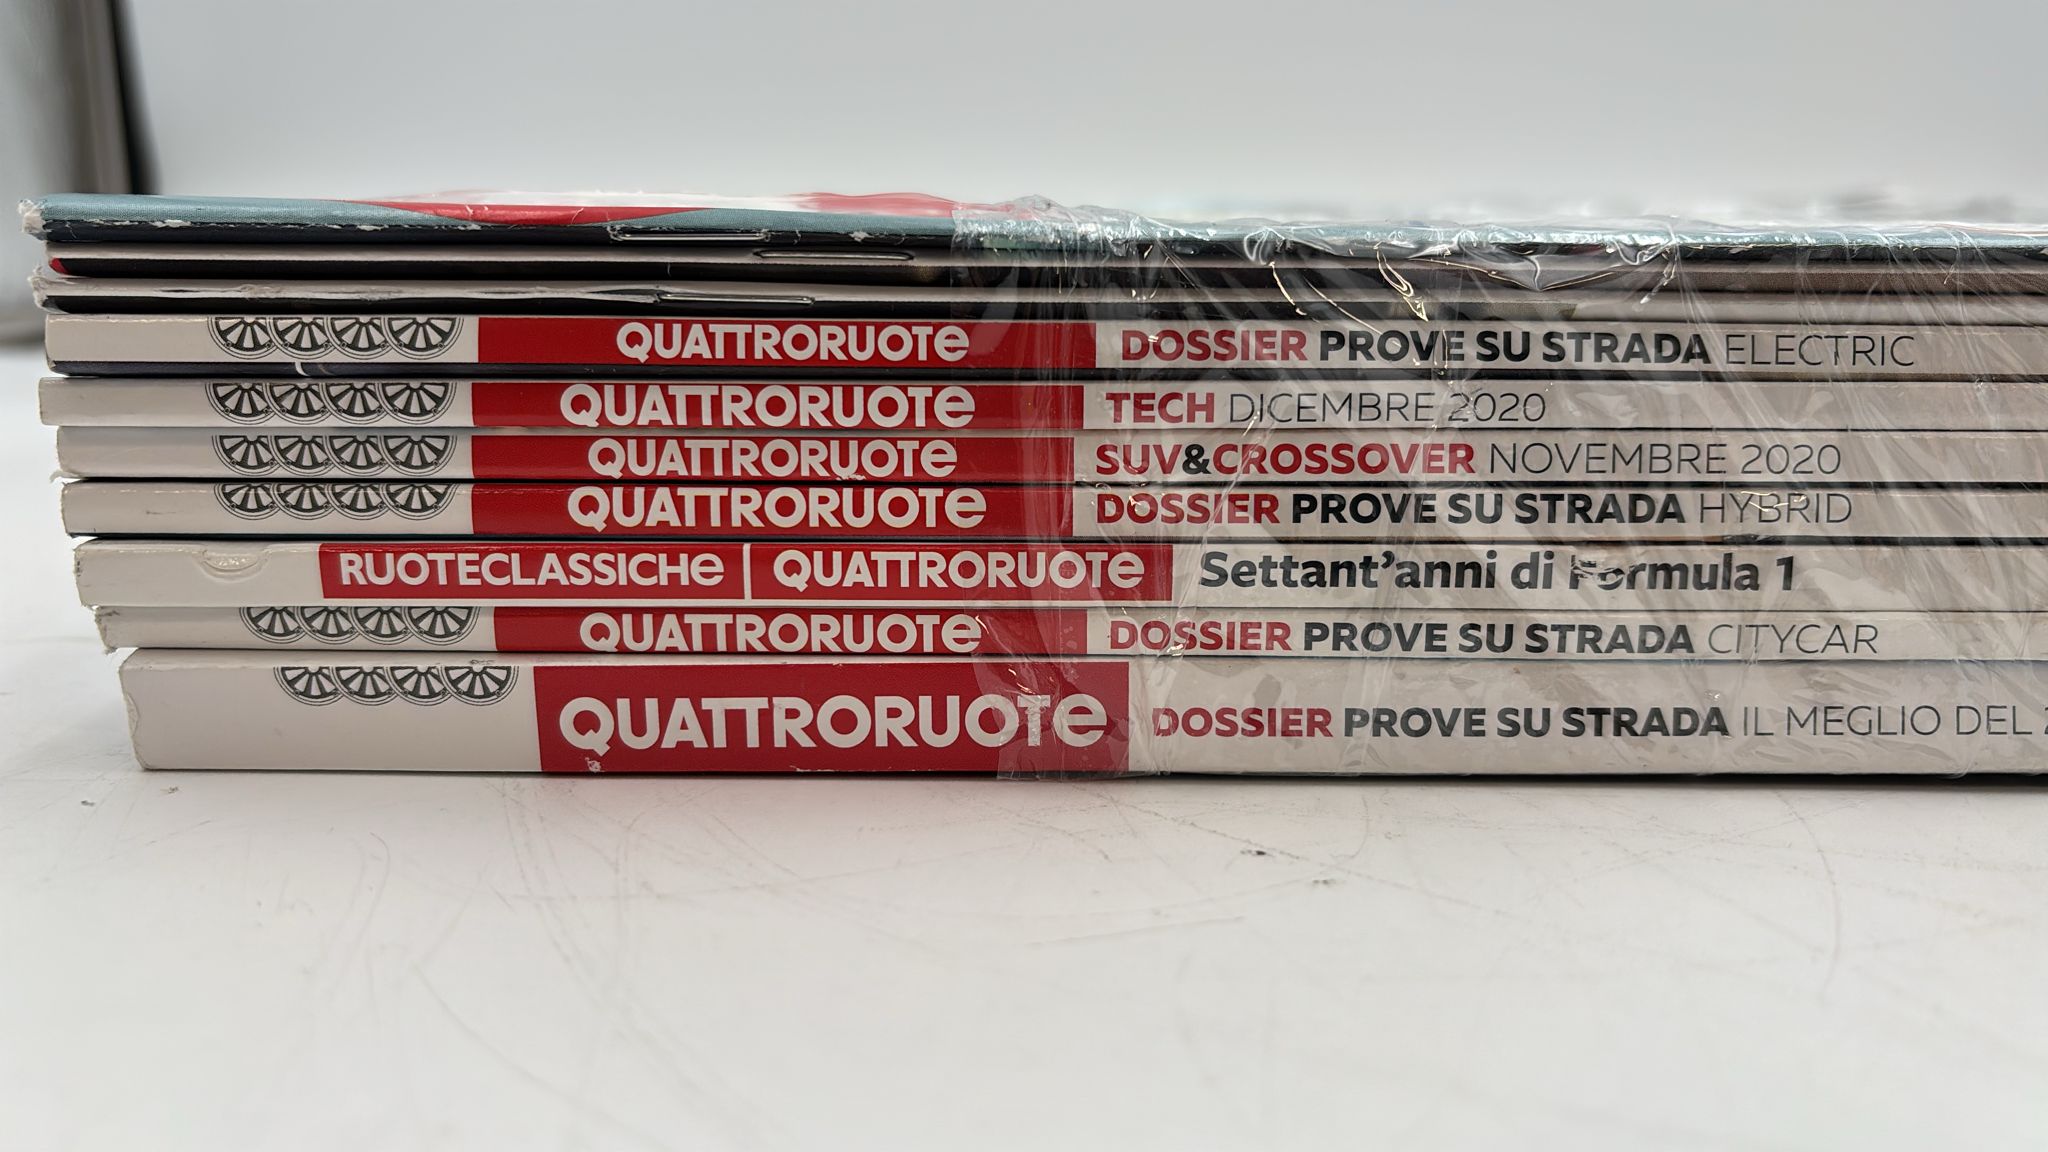 QUATTRORUOTe DOSSIER PROVE SU STRADA ELECTRIC
QUATTRORUOTe TECH DICEMBRE 2020
QUATTRORUOTe SUV&CROSSOVER NOVEMBRE 2020
QUATTRORUOTe DOSSIER PROVE SU STRADA HYBRID
RUOTECLASSICHe QUATTRORUOTe Settant'anni di Formula 1
QUATTRORUOTe DOSSIER PROVE SU STRADA CITYCAR
QUATTRORUOTe DOSSIER PROVE SU STRADA IL MEGLIO DEL